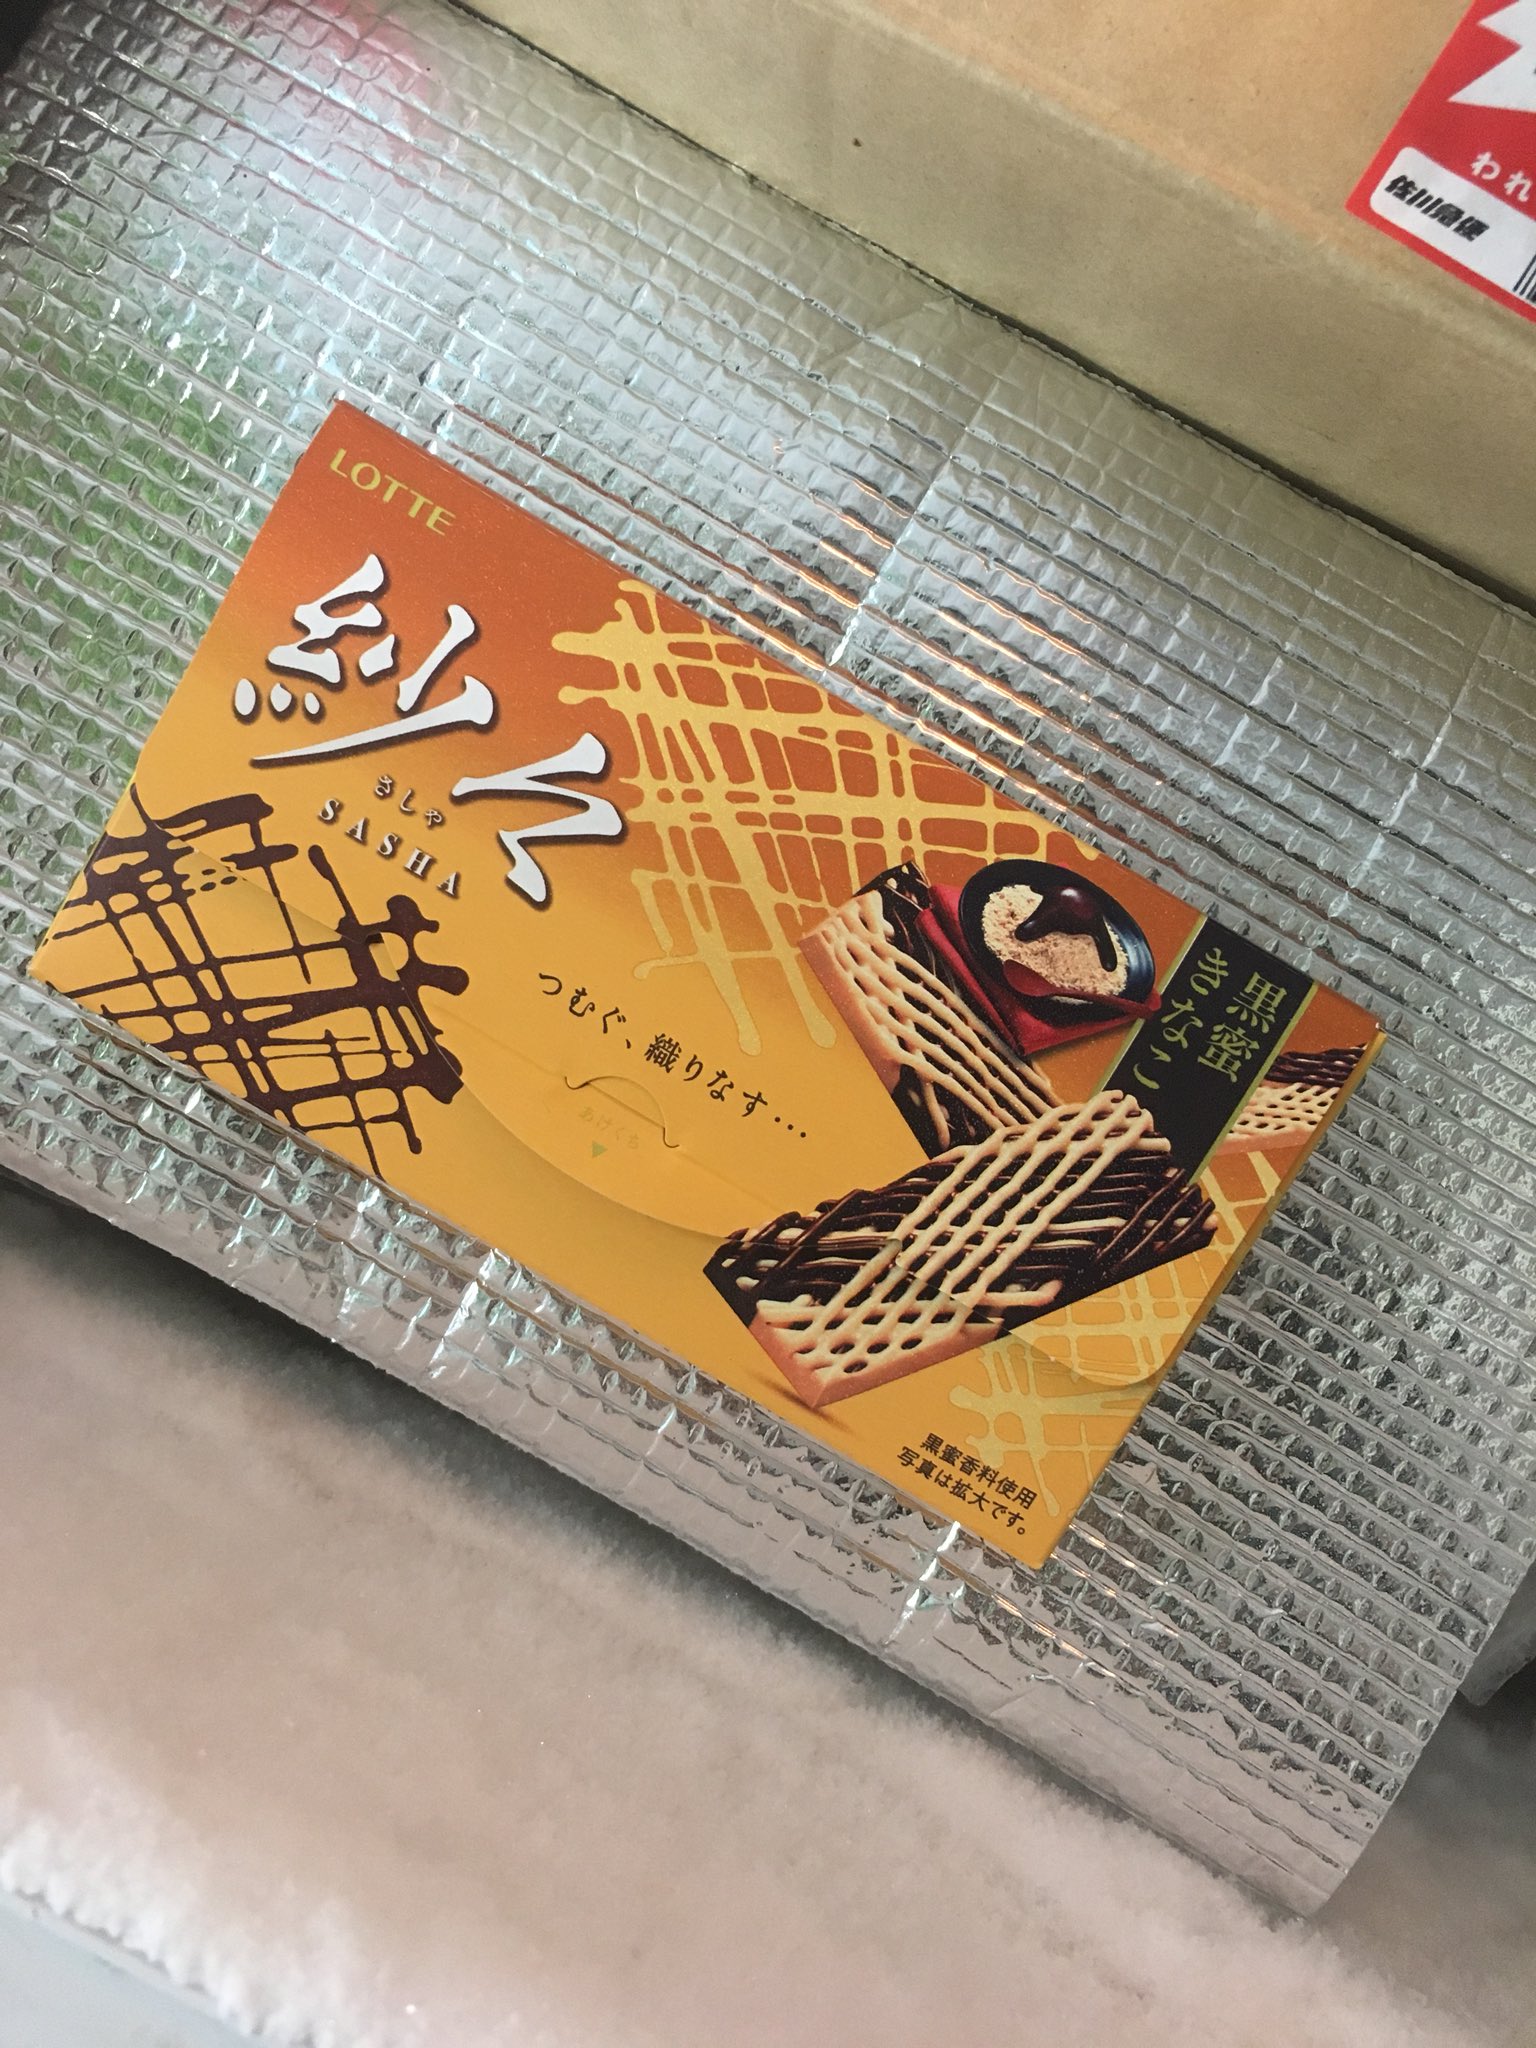 われ
佐川急便
LOTTE
紗々
さしゃ
SASHA
つむぐ、織りなす…
あけくち
黒蜜
きなこ
黒蜜香料使用
写真は拡大です。